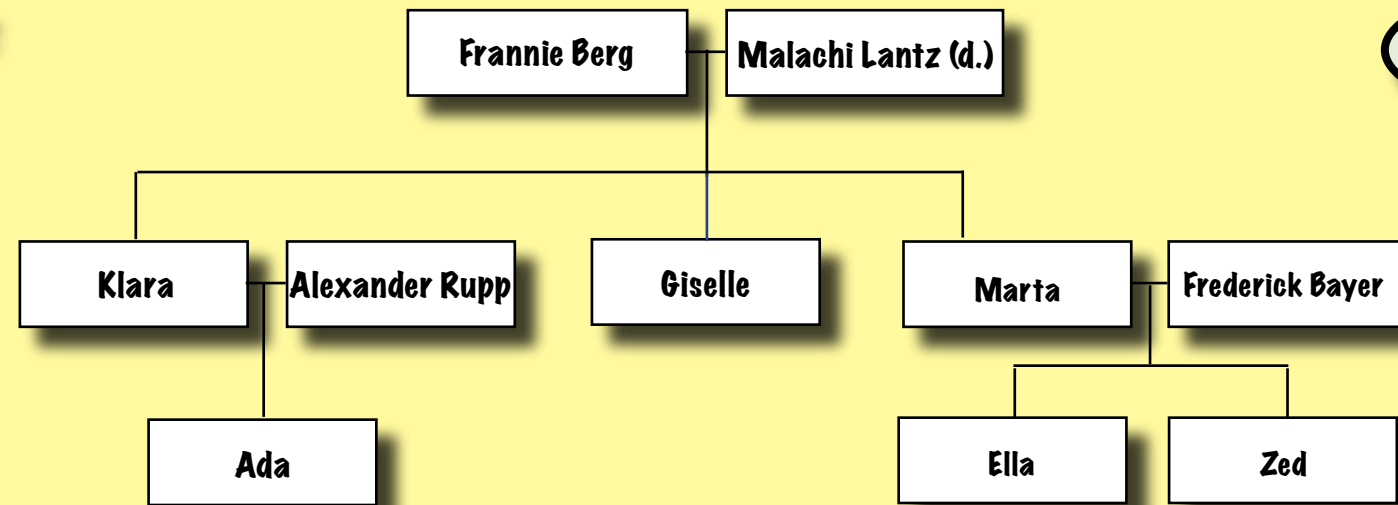 Frannie Berg
Malachi Lantz (d.)
Klara
Alexander Rupp
Giselle
Marta
Frederick Bayer
Ada
Ella
Zed